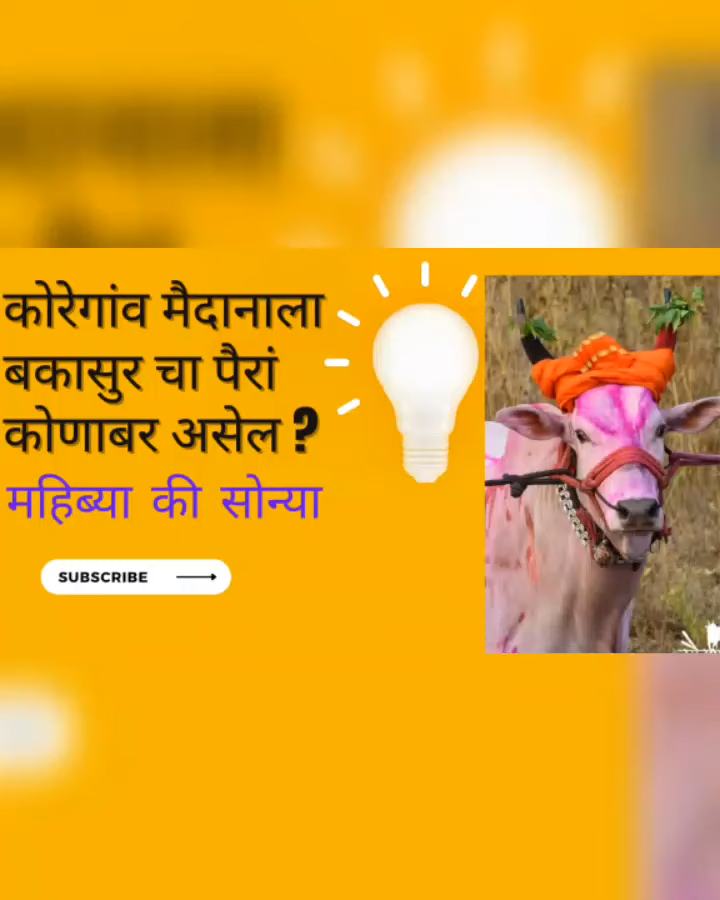 कोरेगांव मैदानाला
बकासुर चा पैरां
कोणाबर असेल ?
महिब्या की सोन्या
SUBSCRIBE